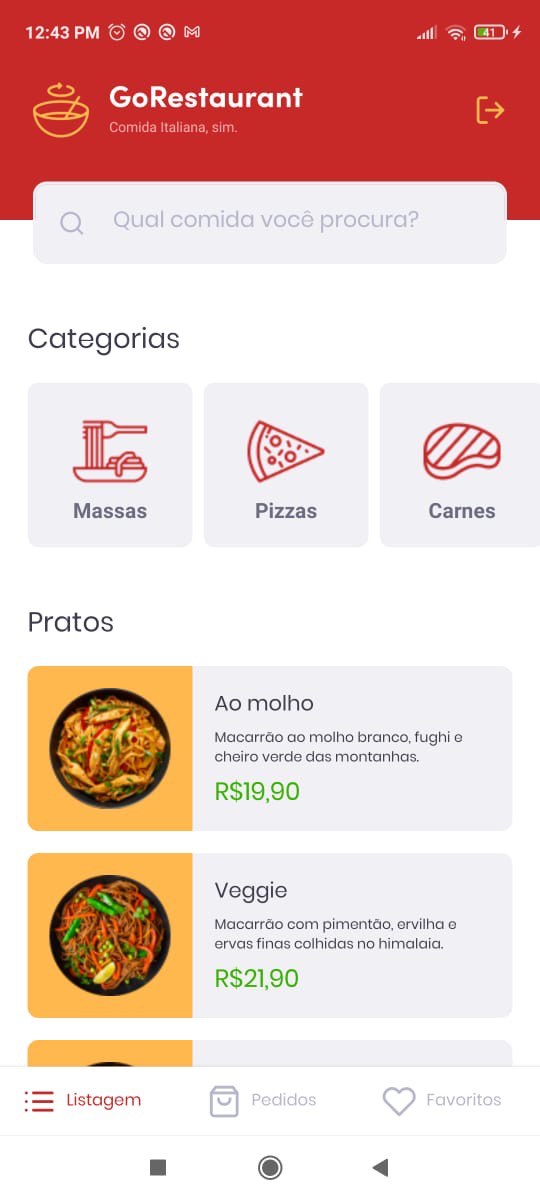 12:43 PM
41
GoRestaurant
Comida Italiana, sim.
Qual comida você procura?
Categorias
Massas
Pizzas
Carnes
Pratos
Ao molho
Macarrão ao molho branco, fughi e
cheiro verde das montanhas.
R$19,90
Veggie
Macarrão com pimentão, ervilha e
ervas finas colhidas no himalaia.
R$21,90
Listagem
Pedidos
Favoritos